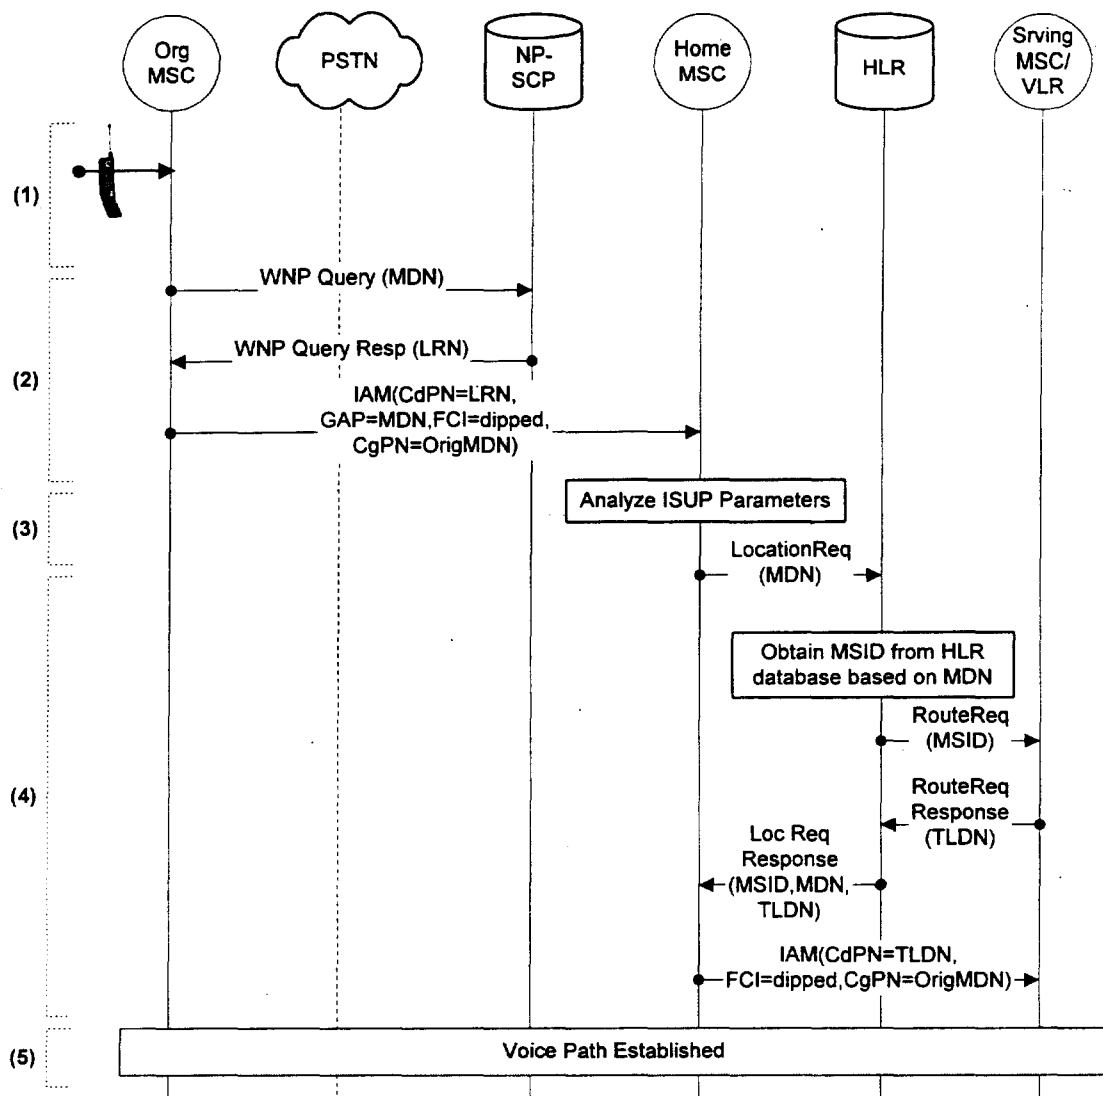 Org
MSC
PSTN
NP-
SCP
Home
MSC
HLR
Srving
MSC/
VLR
(1)
WNP Query (MDN)
(2)
WNP Query Resp (LRN)
IAM(CdPN=LRN,
GAP=MDN,FCI=dipped,
CgPN=OrigMDN)
(3)
Analyze ISUP Parameters
LocationReq
(MDN)
Obtain MSID from HLR
database based on MDN
RouteReq
(MSID)
(4)
RouteReq
Response
(TLDN)
Loc Req
Response
(MSID,MDN,
TLDN)
IAM(CdPN=TLDN,
FCI=dipped,CgPN=OrigMDN)
(5)
Voice Path Established